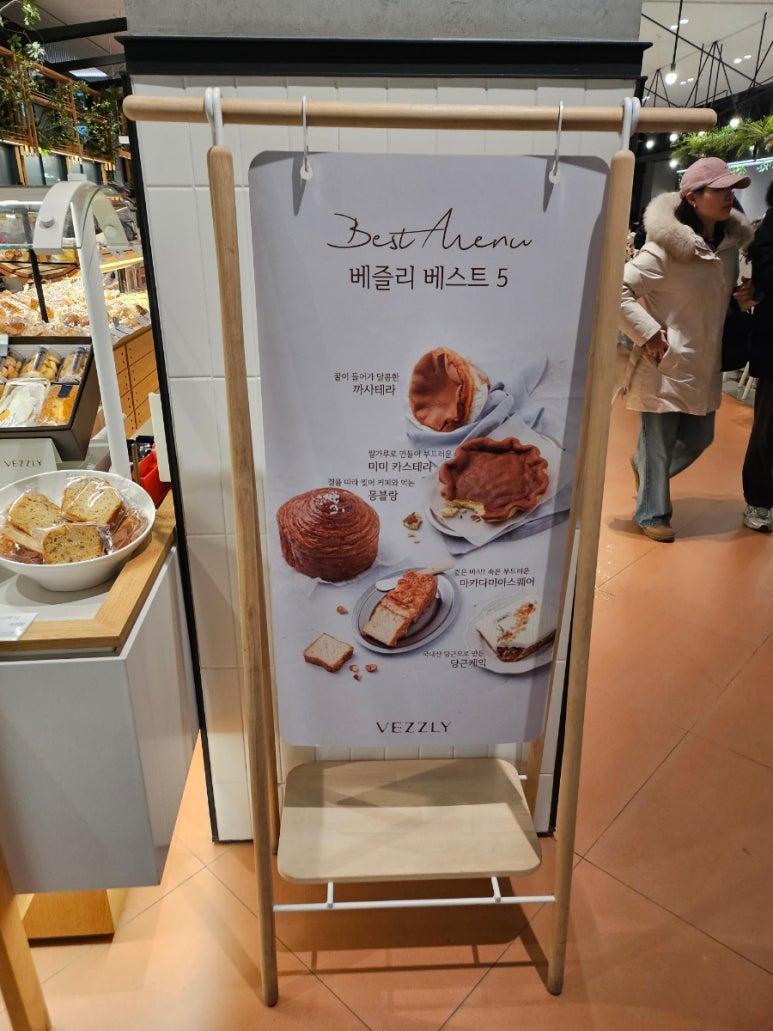 Best Menu
베즐리 베스트 5
꿀이 들어가 달콤한
까사테라
쌀가루로 만들어 부드러운
미미 카스테라
결을 따라 찢어 커피와 먹는
몽블랑
겉은 바삭! 속은 부드러운
마카다미아스퀘어
국내산 당근으로 만든
당근케익
VEZZLY
VEZZLY